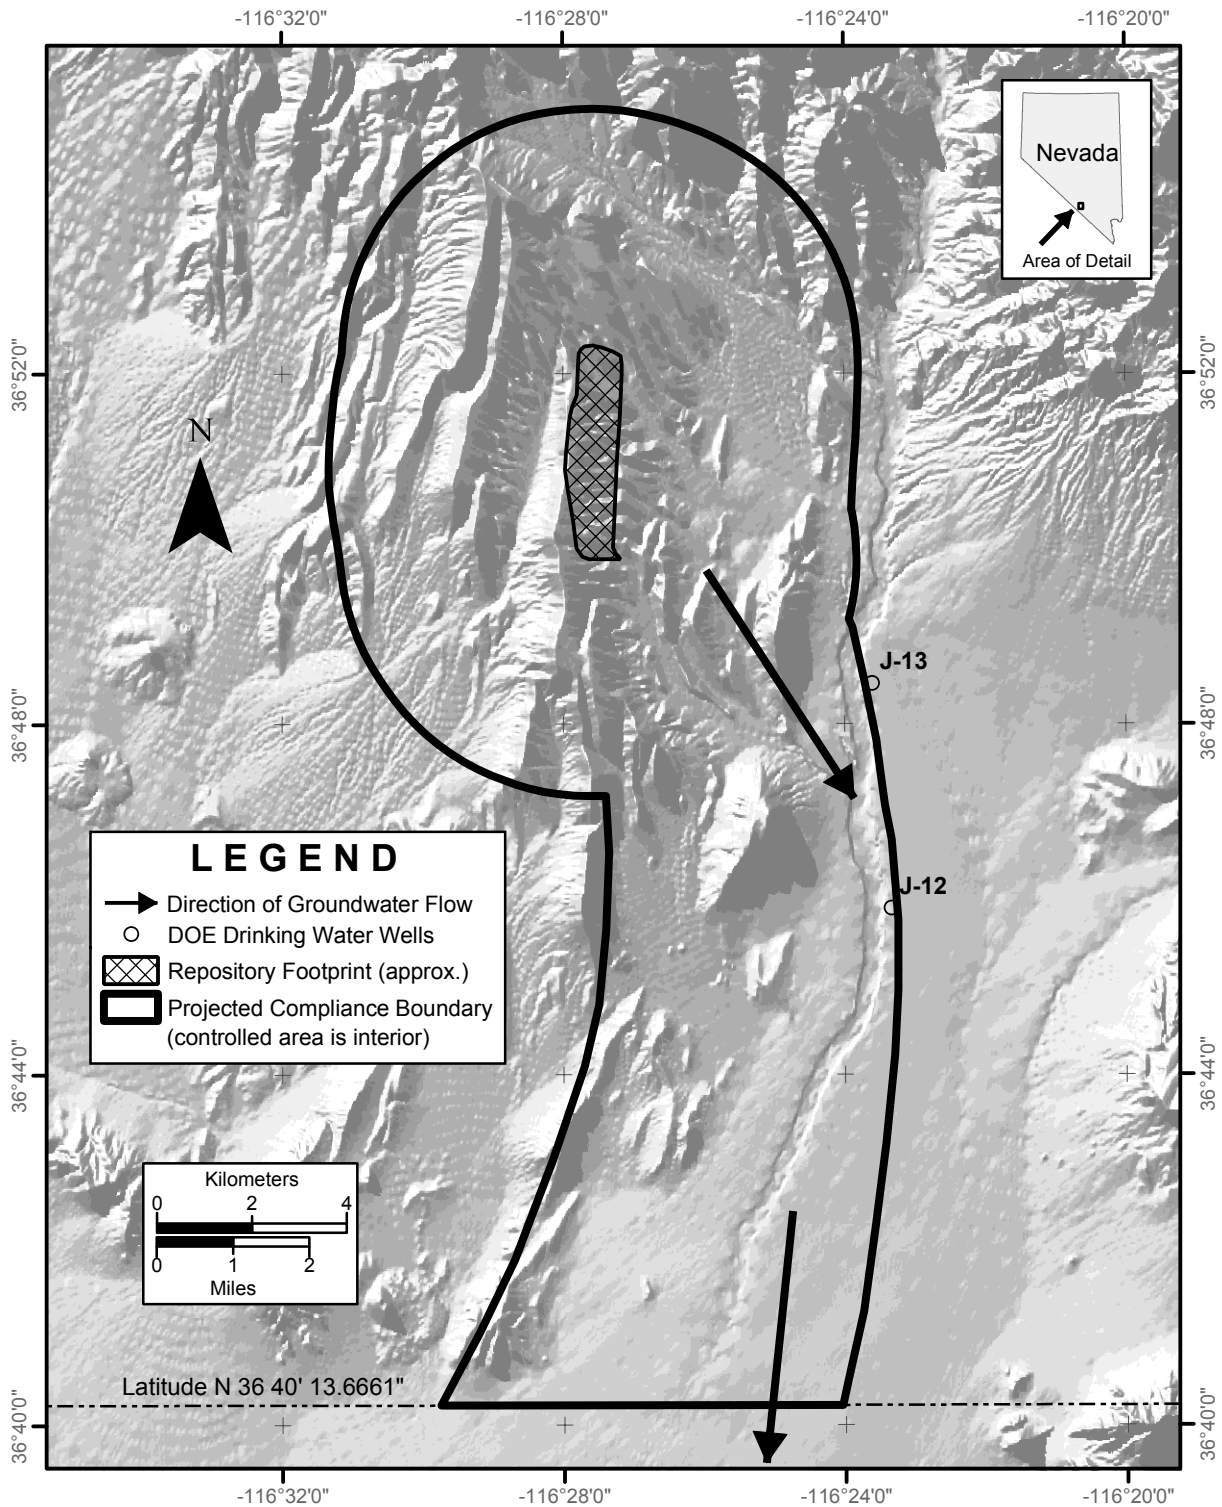 -116°32'0"
-116°28'0"
-116°24'0"
-116°20'0"
Nevada
Area of Detail
36°52'0"
36°52'0"
N
J-13
36°48'0"
36°48'0"
J-12
LEGEND
Direction of Groundwater Flow
DOE Drinking Water Wells
Repository Footprint (approx.)
Projected Compliance Boundary
(controlled area is interior)
36°44'0"
36°44'0"
Kilometers
0 2 4
0 1 2
Miles
Latitude N 36 40' 13.6661"
36°40'0"
36°40'0"
-116°32'0"
-116°28'0"
-116°24'0"
-116°20'0"